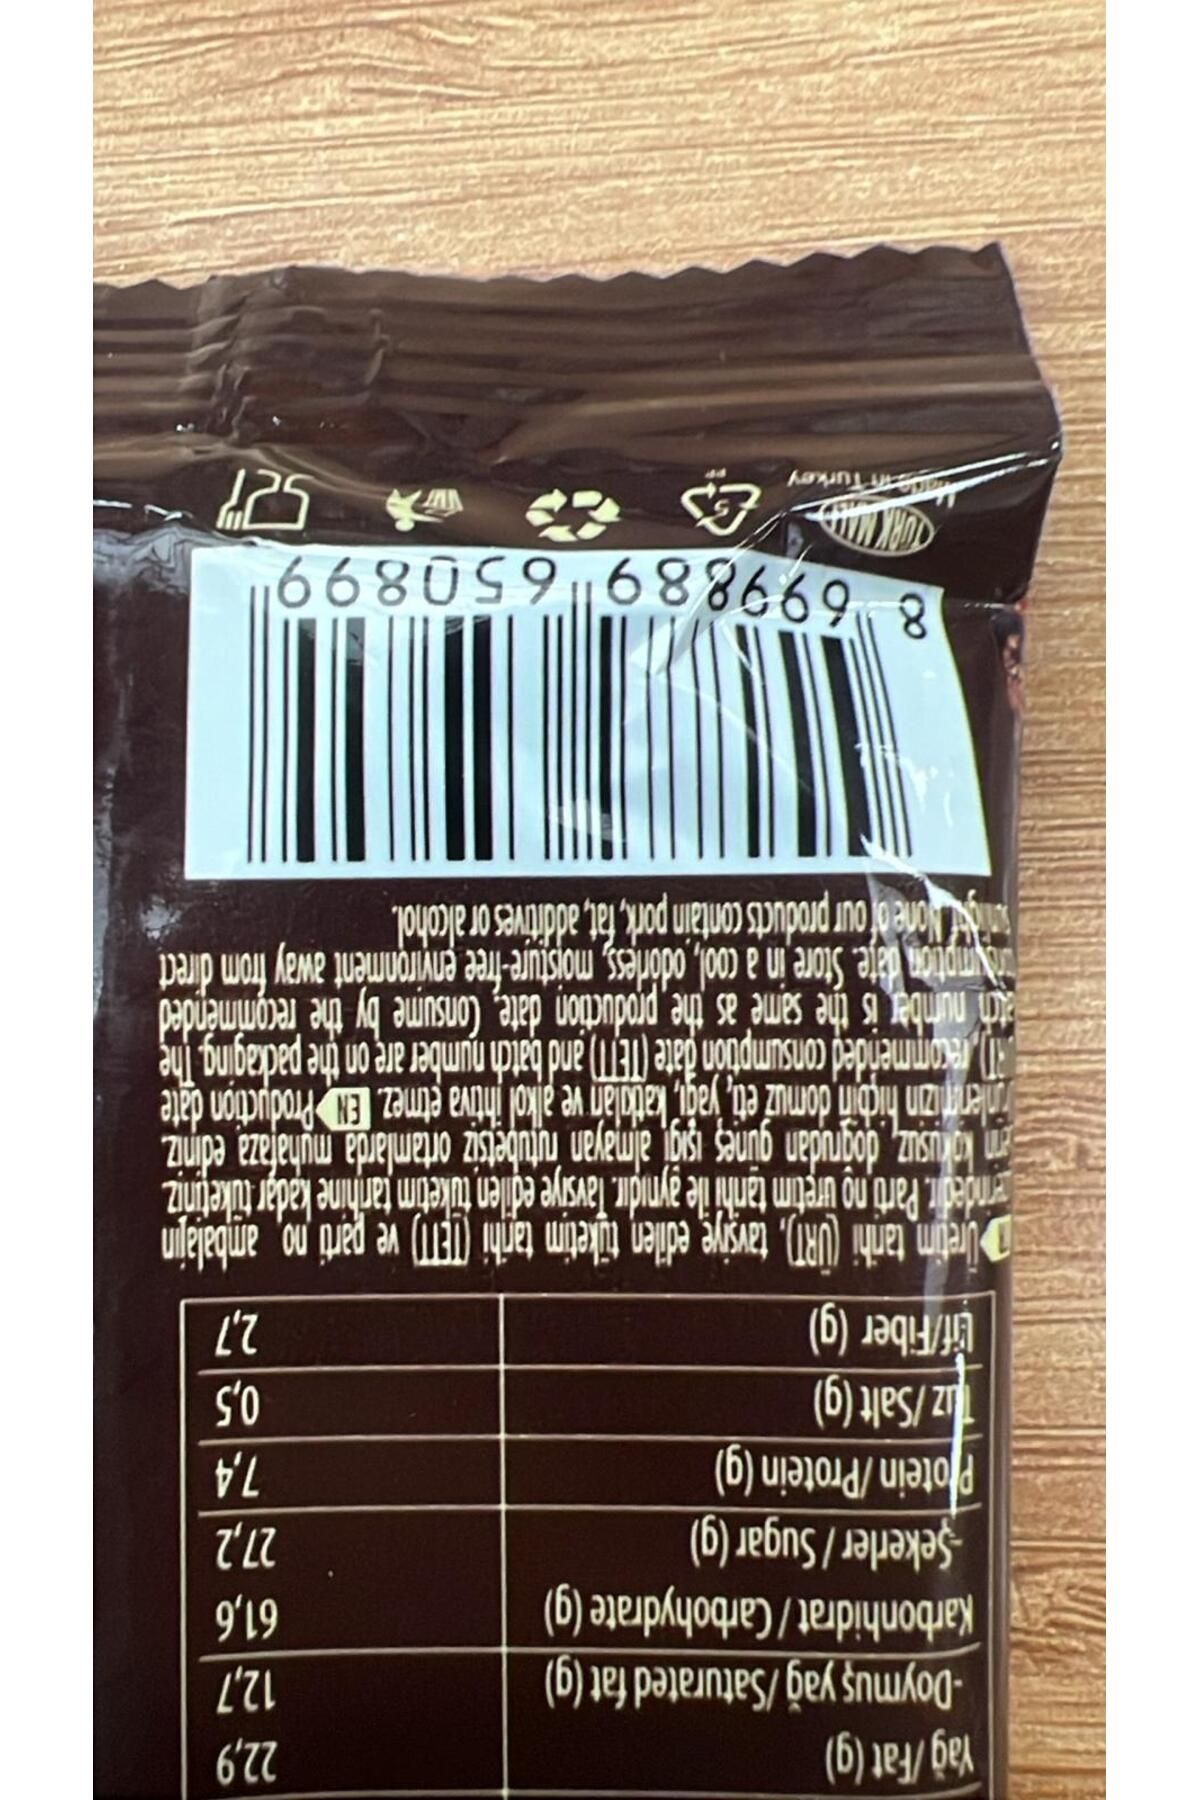 Yağ/Fat (g) 22,9
-Doymuş yağ/Saturated fat (g) 12,7
Karbonhidrat / Carbohydrate (g) 61,6
-Şekerler / Sugar (g) 27,2
Protein /Protein (g) 7,4
Tuz /Salt (g) 0,5
Lif/Fiber (g) 2,7
Üretim tarihi (ÜRT), tavsiye edilen tüketim tarihi (TETT) ve parti no ambalajın
Parti no üretim tarihi ile aynıdır. Tavsiye edilen tüketim tarihine kadar tüketiniz.
kokusuz, doğrudan güneş ışığı almayan rutubetsiz ortamlarda muhafaza ediniz.
hiçbiri domuz eti, yağı, katkıları ve alkol ihtiva etmez. EN Production date
recommended consumption date (TETT) and batch number are on the packaging. The
batch number is the same as the production date. Consume by the recommended
consumption date. Store in a cool, odorless, moisture-free environment away from direct
None of our products contain pork, fat, additives or alcohol.
8 699889 650899
TÜRK MALI
Made in Turkey
5
PP